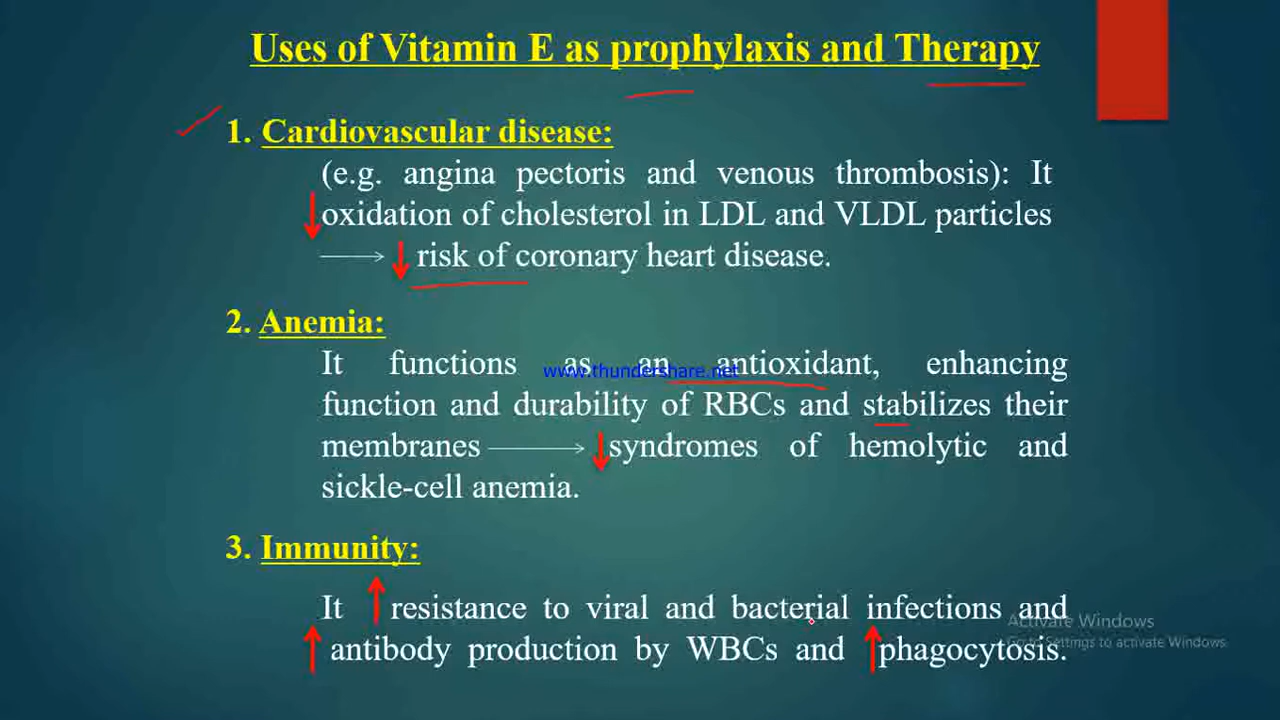 Uses of Vitamin E as prophylaxis and Therapy
1. Cardiovascular disease:
(e.g. angina pectoris and venous thrombosis): It
↓oxidation of cholesterol in LDL and VLDL particles
→ ↓ risk of coronary heart disease.
2. Anemia:
It functions as an antioxidant, enhancing
www.thundershare.net
function and durability of RBCs and stabilizes their
membranes → ↓syndromes of hemolytic and
sickle-cell anemia.
3. Immunity:
It ↑resistance to viral and bacterial infections and
Activate Windows
Go to Settings to activate Windows.
↑antibody production by WBCs and ↑phagocytosis.